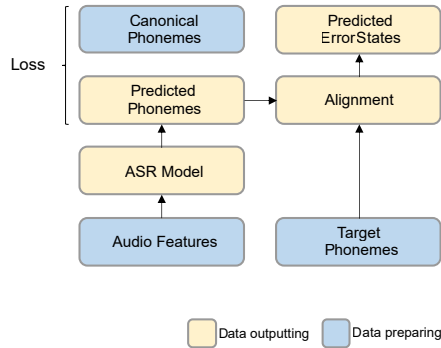 Canonical
Phonemes
Predicted
ErrorStates
Loss
Predicted
Phonemes
Alignment
ASR Model
Audio Features
Target
Phonemes
Data outputting
Data preparing